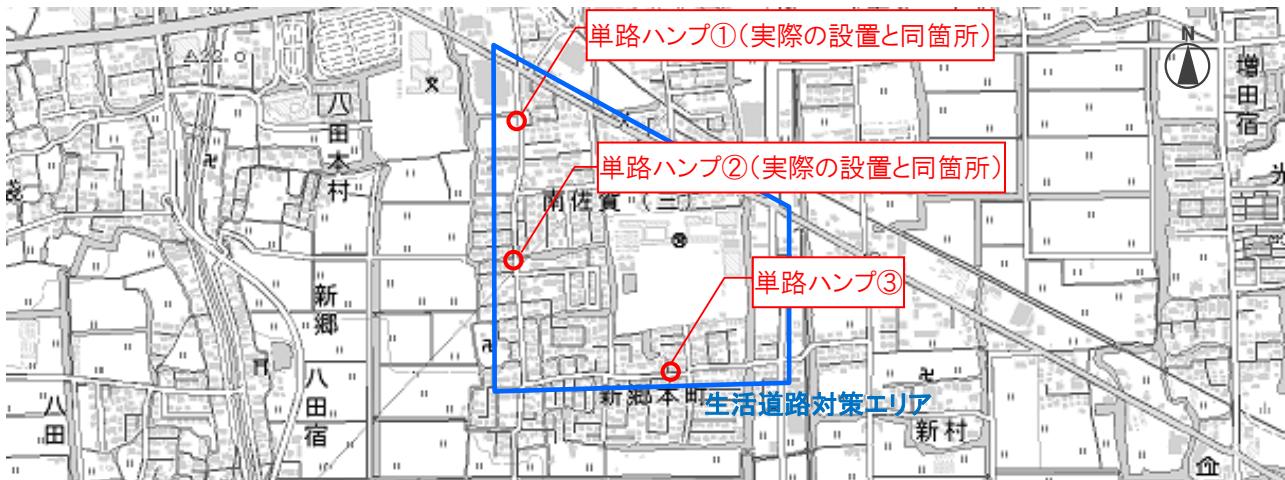 単路ハンプ①(実際の設置と同箇所)
N
増田宿
八田本村
単路ハンプ②(実際の設置と同箇所)
南佐賀(三)
単路ハンプ③
新郷
八田宿
八田
新郷本町
生活道路対策エリア
新村